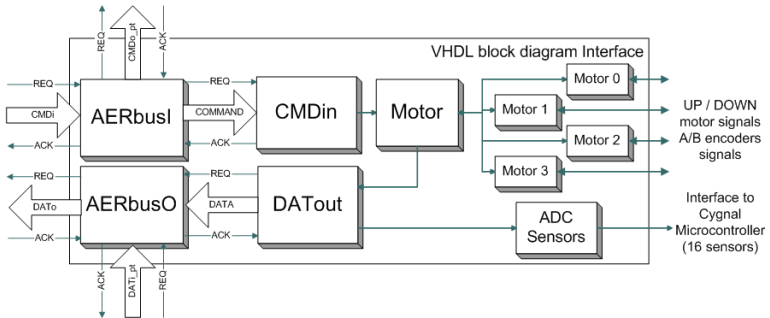 REQ
CMDo_pt
ACK
VHDL block diagram Interface
REQ
CMDi
ACK
AERbusI
REQ
COMMAND
ACK
CMDin
Motor
Motor 0
Motor 1
Motor 2
Motor 3
UP / DOWN
motor signals
A/B encoders
signals
REQ
DATo
ACK
AERbusO
REQ
DATA
ACK
DATout
ADC
Sensors
Interface to
Cygnal
Microcontroller
(16 sensors)
ACK
DATi_pt
REQ